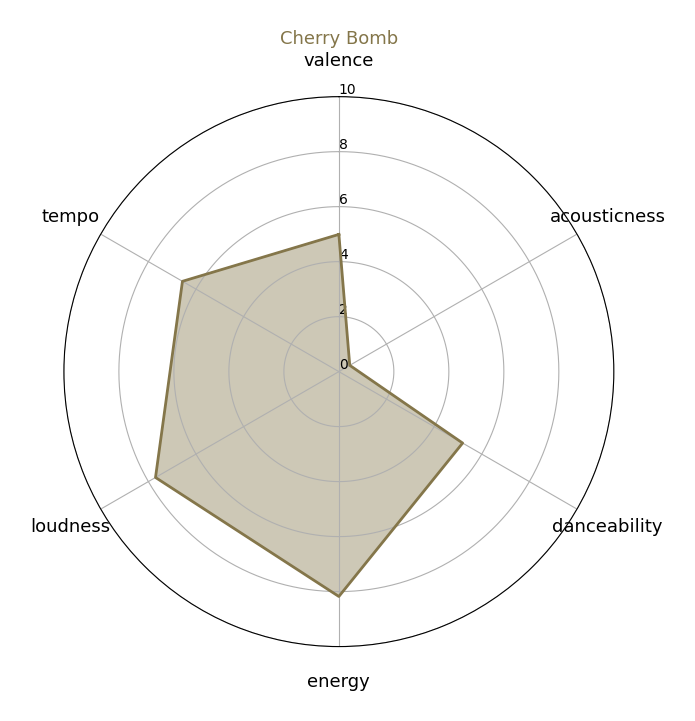 Cherry Bomb
valence
10
8
6
4
2
0
tempo
acousticness
loudness
danceability
energy